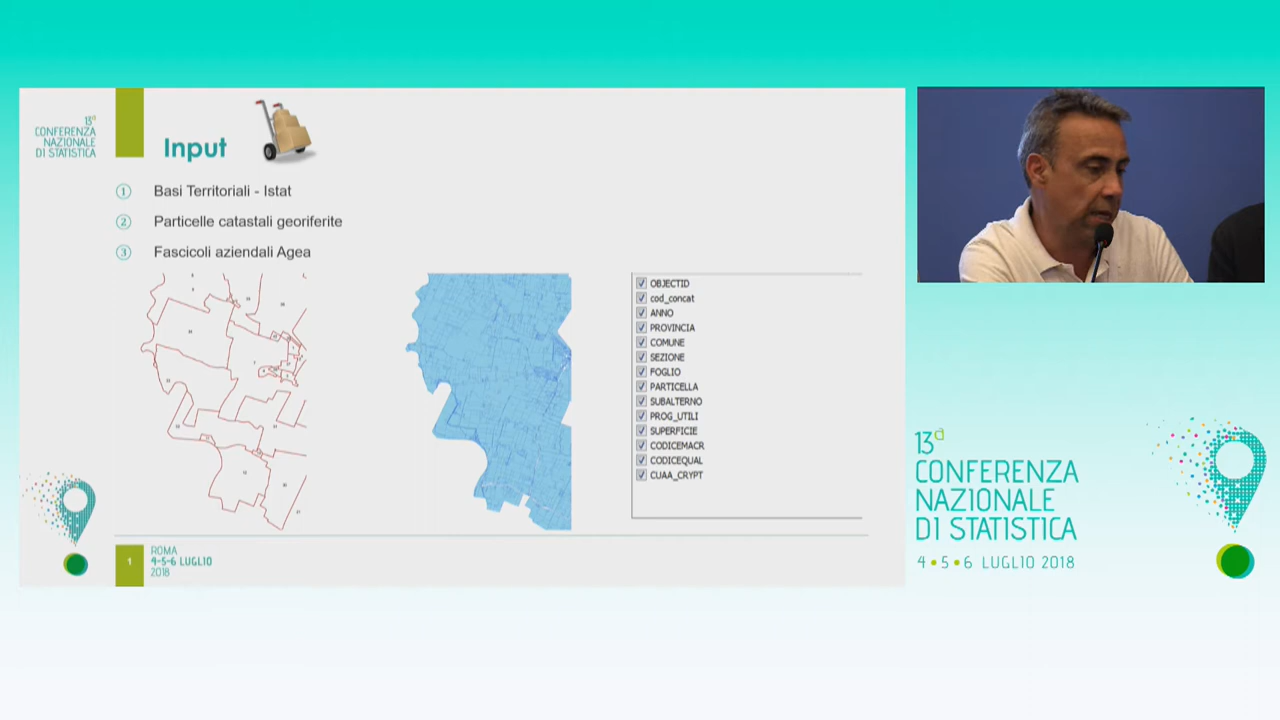 13ª
CONFERENZA
NAZIONALE
DI STATISTICA
Input
1 Basi Territoriali - Istat
2 Particelle catastali georiferite
3 Fascicoli aziendali Agea
OBJECTID
cod_concat
ANNO
PROVINCIA
COMUNE
SEZIONE
FOGLIO
PARTICELLA
SUBALTERNO
PROG_UTILI
SUPERFICIE
CODICEMACR
CODICEQUAL
CUAA_CRYPT
1
ROMA
4-5-6 LUGLIO
2018
13ª
CONFERENZA
NAZIONALE
DI STATISTICA
4 • 5 • 6 LUGLIO 2018